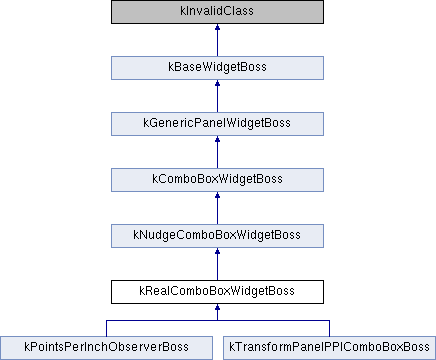 kInvalidClass
kBaseWidgetBoss
kGenericPanelWidgetBoss
kComboBoxWidgetBoss
kNudgeComboBoxWidgetBoss
kRealComboBoxWidgetBoss
kPointsPerInchObserverBoss
kTransformPanelPPIComboBoxBoss